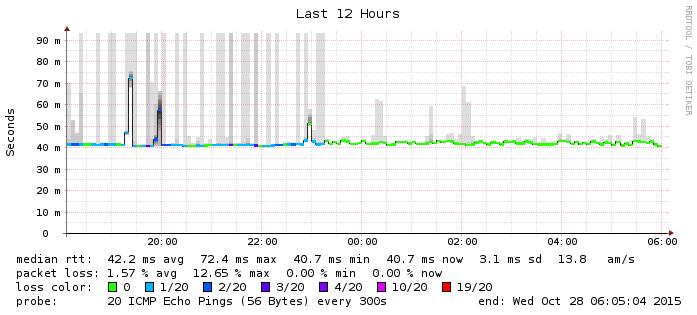 Last 12 Hours
RRDTOOL / TOBI OETIKER
Seconds
90 m
80 m
70 m
60 m
50 m
40 m
30 m
20 m
10 m
0
20:00 22:00 00:00 02:00 04:00 06:00
median rtt: 42.2 ms avg 72.4 ms max 40.7 ms min 40.7 ms now 3.1 ms sd 13.8 am/s
packet loss: 1.57 % avg 12.65 % max 0.00 % min 0.00 % now
loss color: 0 1/20 2/20 3/20 4/20 10/20 19/20
probe: 20 ICMP Echo Pings (56 Bytes) every 300s end: Wed Oct 28 06:05:04 2015